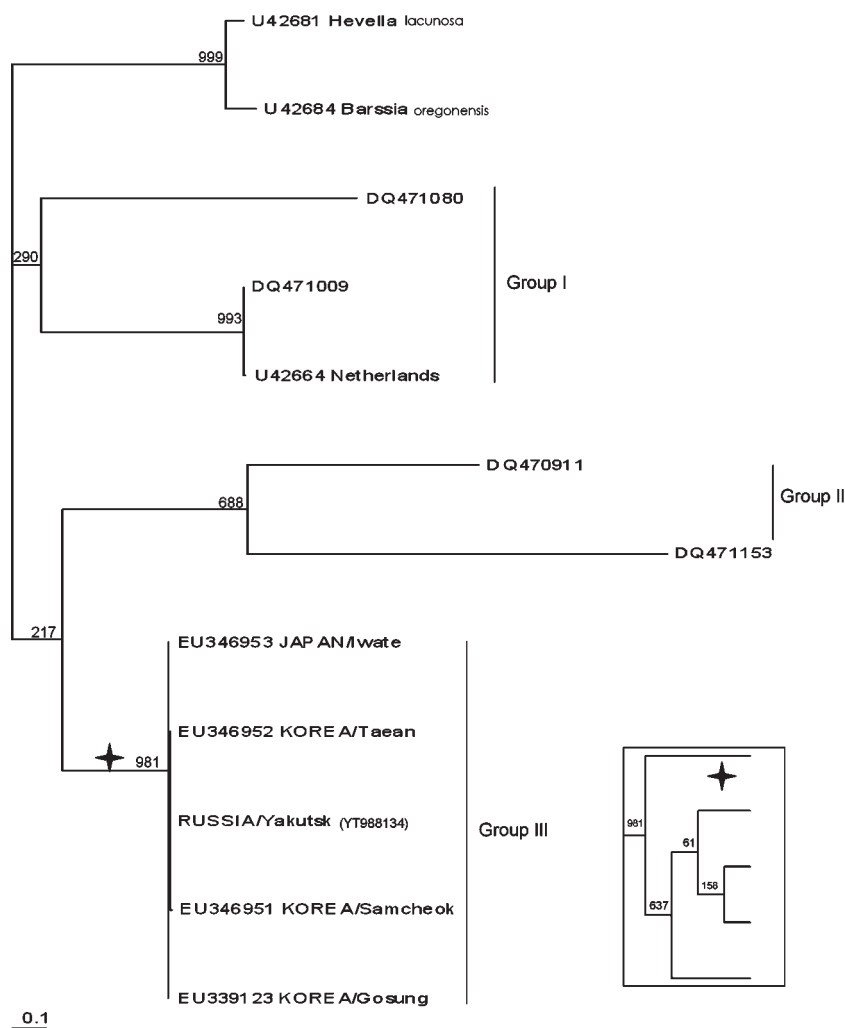 U42681 Hevella lacunosa
999
U42684 Barssia oregonensis
DQ471080
290
DQ471009
Group I
993
U42664 Netherlands
DQ470911
Group II
688
DQ471153
217
EU346953 JAPAN/Iwate
EU346952 KOREA/Taean
981
RUSSIA/Yakutsk (YT988134)
Group III
981
61
158
EU346951 KOREA/Samcheok
637
EU339123 KOREA/Gosung
0.1